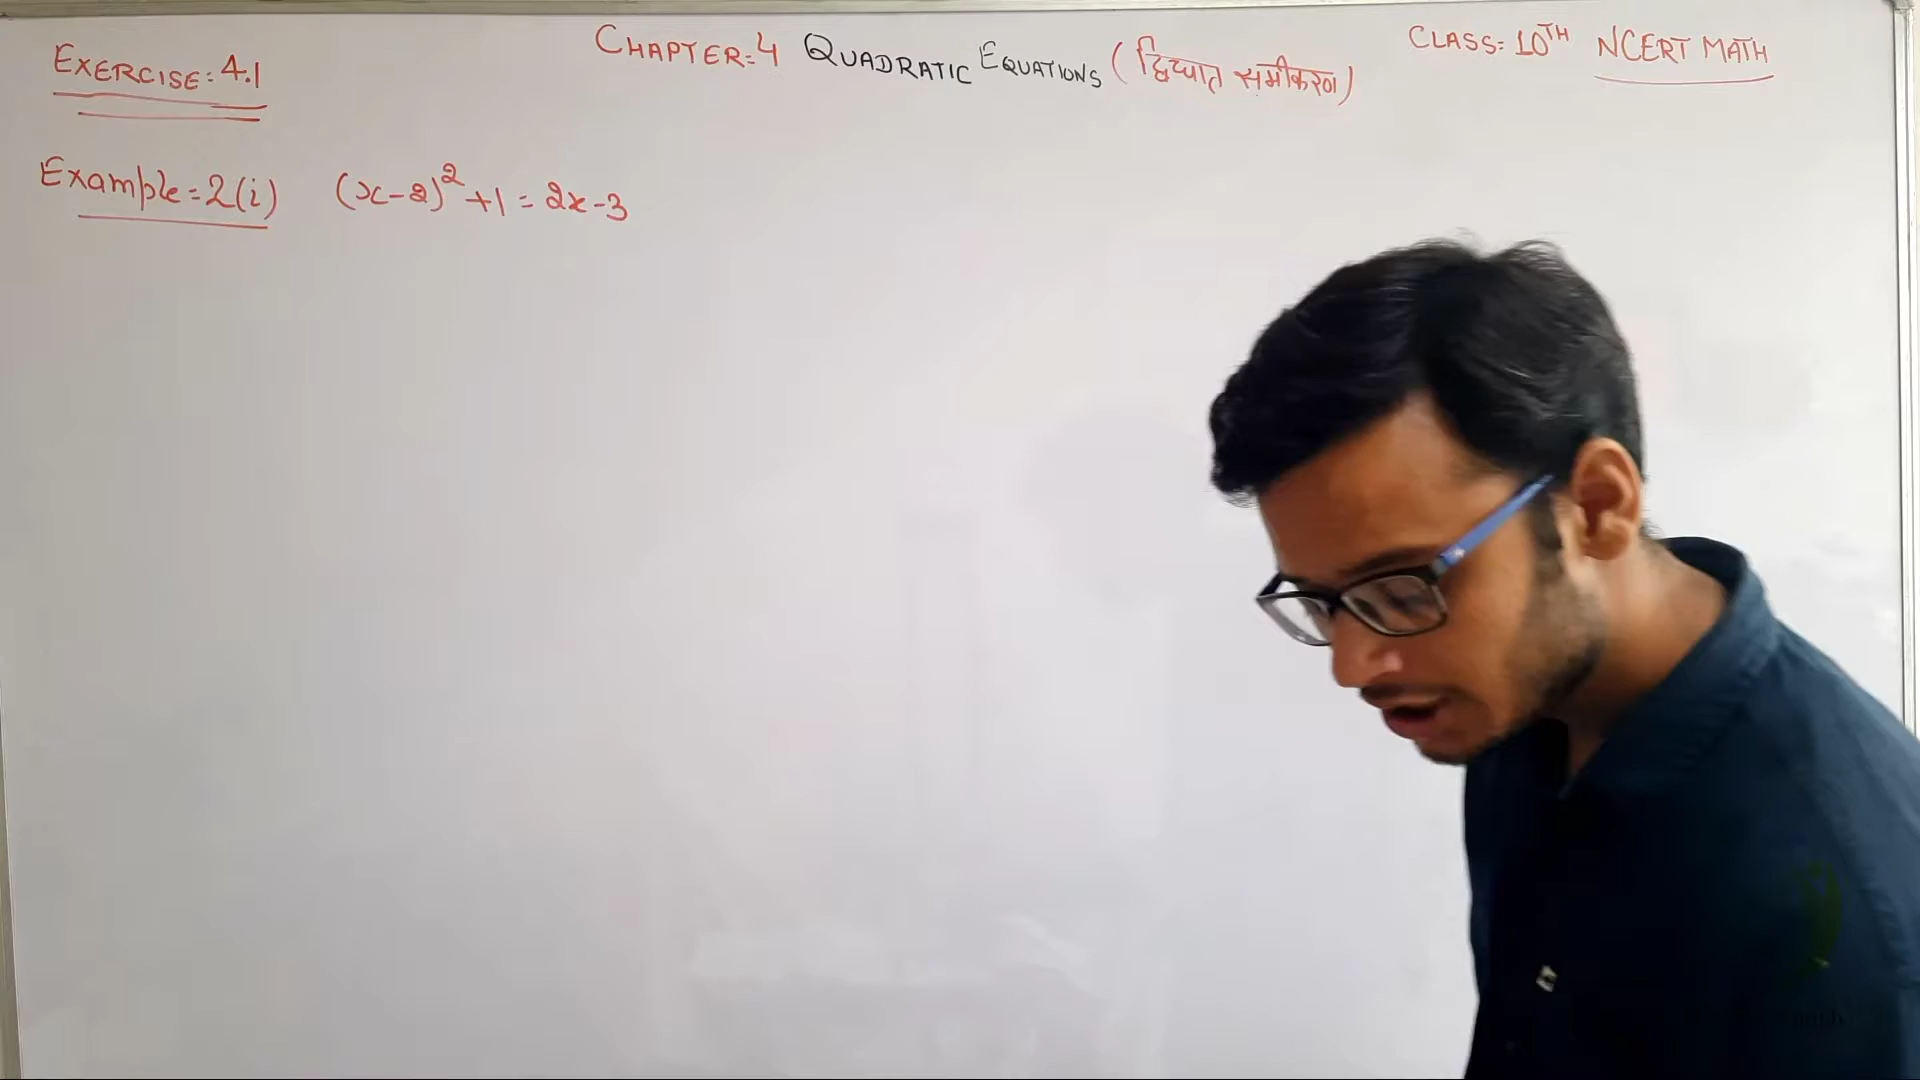 EXERCISE:4.1
CHAPTER:4 QUADRATIC EQUATIONS (द्विघात समीकरण)
CLASS:10TH NCERT MATH
Example=2(i) (x-2)²+1=2x-3